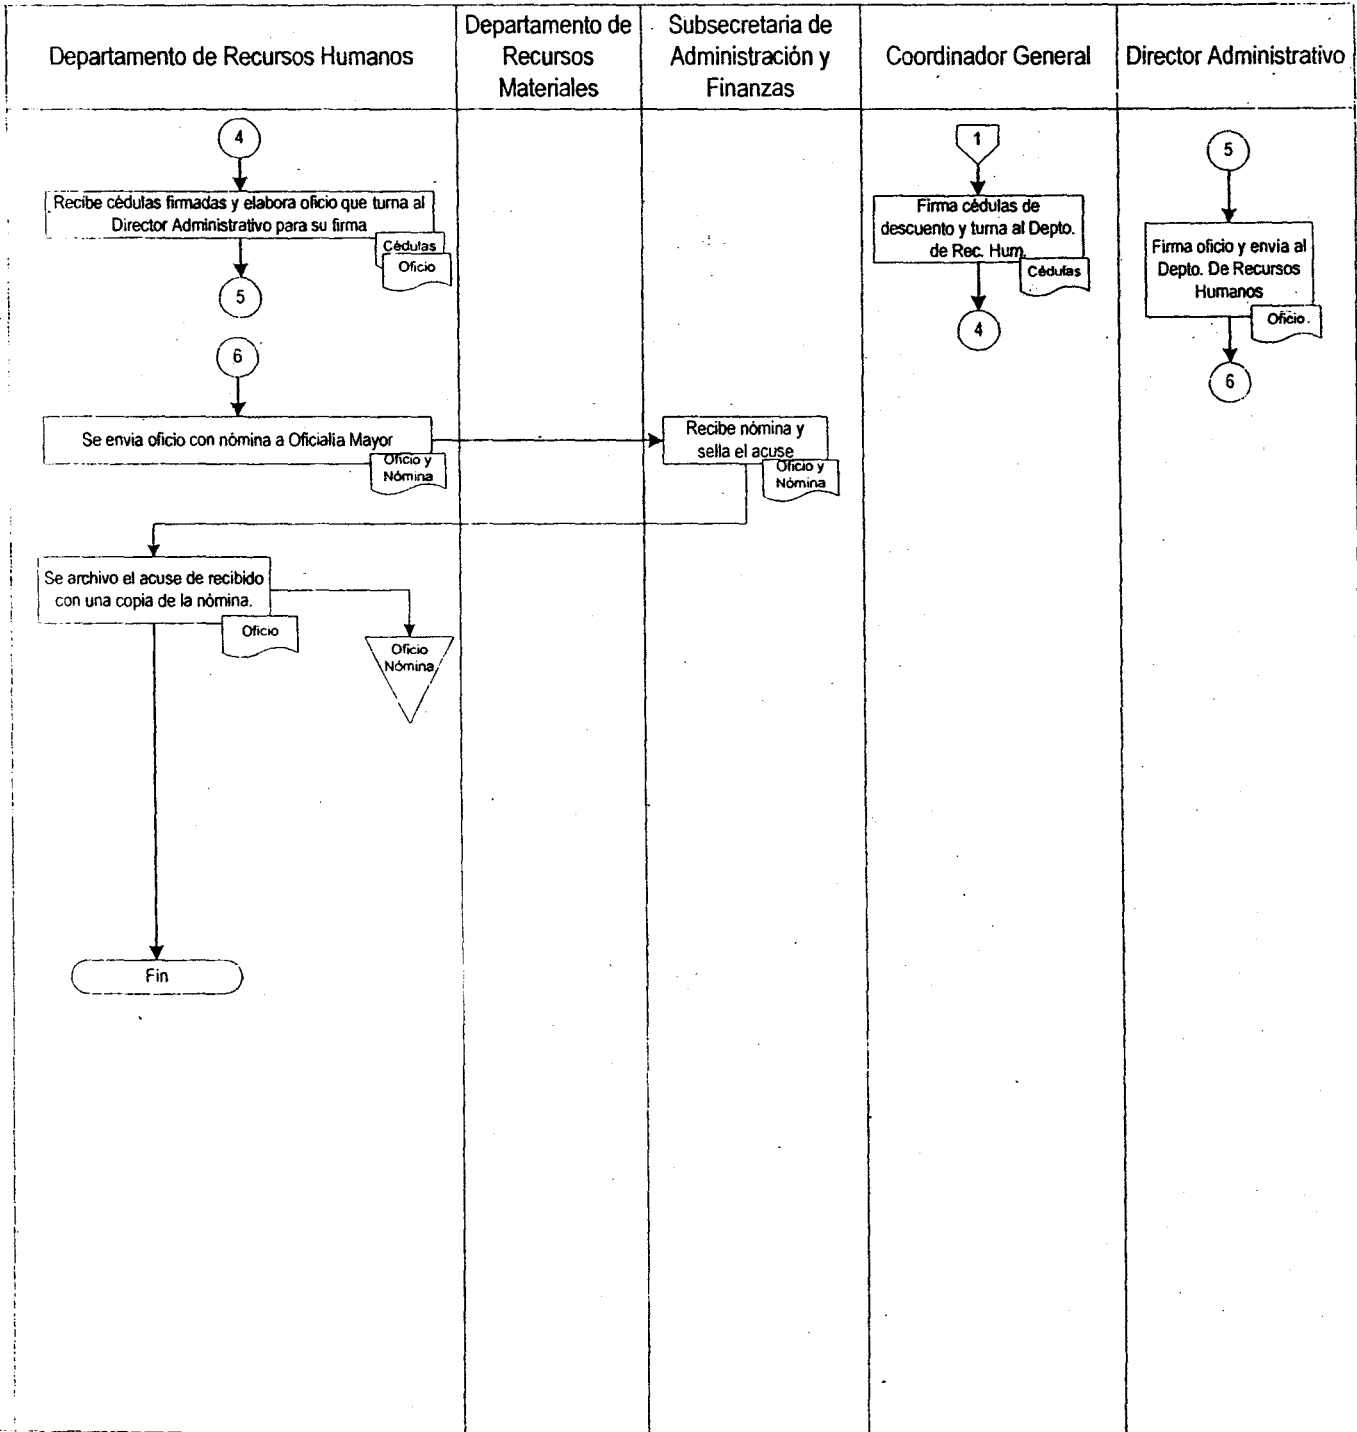 Departamento de Recursos Humanos
Departamento de
Recursos
Materiales
Subsecretaria de
Administración y
Finanzas
Coordinador General
Director Administrativo
4
Recibe cédulas firmadas y elabora oficio que turna al
Director Administrativo para su firma
Cédulas
Oficio
5
6
Se envia oficio con nómina a Oficialia Mayor
Oficio y
Nómina
Recibe nómina y
sella el acuse
Oficio y
Nómina
Se archivo el acuse de recibido
con una copia de la nómina.
Oficio
Oficio
Nómina
Fin
1
Firma cédulas de
descuento y turna al Depto.
de Rec. Hum.
Cédulas
4
5
Firma oficio y envia al
Depto. De Recursos
Humanos
Oficio
6